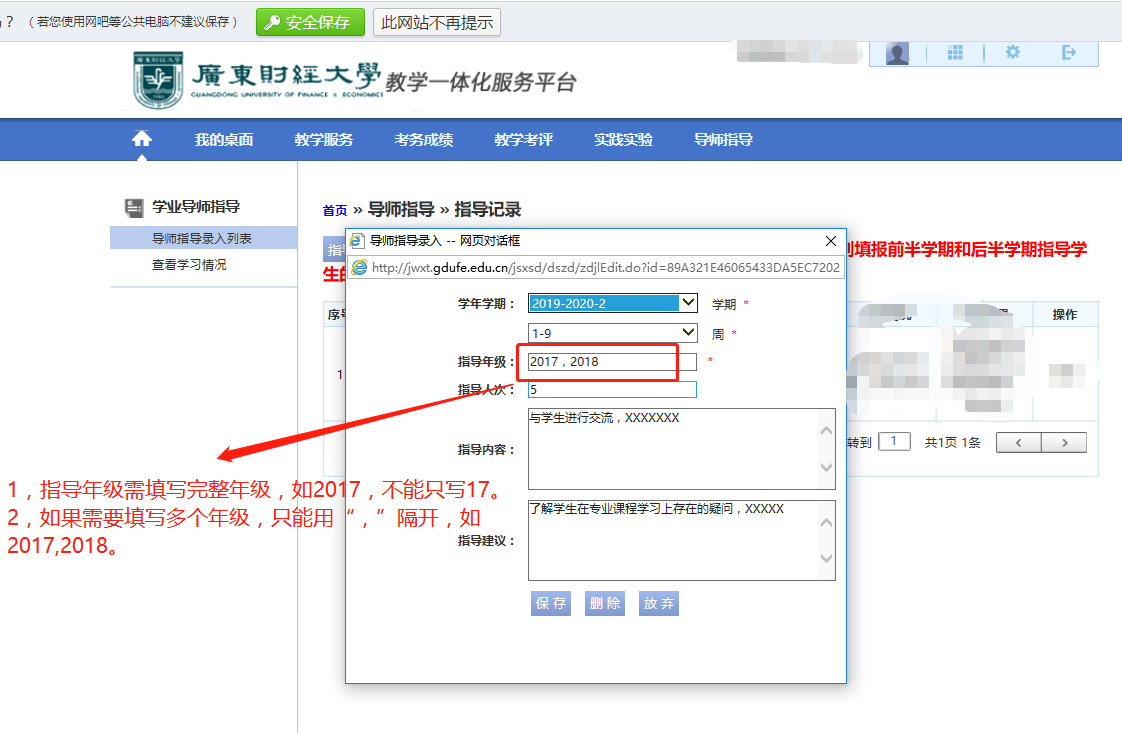 ？（若您使用网吧等公共电脑不建议保存） 安全保存 此网站不再提示
廣東財經大學 教学一体化服务平台
GUANGDONG UNIVERSITY OF FINANCE & ECONOMICS
我的桌面 教学服务 考务成绩 教学考评 实践实验 导师指导
学业导师指导
导师指导录入列表
查看学习情况
首页 » 导师指导 » 指导记录
填报前半学期和后半学期指导学
生的
序号
操作
1
转到 1 共1页 1条
导师指导录入 -- 网页对话框
http://jwxt.gdufe.edu.cn/jsxsd/dszd/zdjlEdit.do?id=89A321E46065433DA5EC7202
学年学期： 2019-2020-2 学期 *
1-9 周 *
指导年级： 2017，2018 *
指导人次： 5
指导内容： 与学生进行交流，XXXXXXX
指导建议： 了解学生在专业课程学习上存在的疑问，XXXXX
保 存 删 除 放 弃
1，指导年级需填写完整年级，如2017，不能只写17。
2，如果需要填写多个年级，只能用“，”隔开，如
2017,2018。